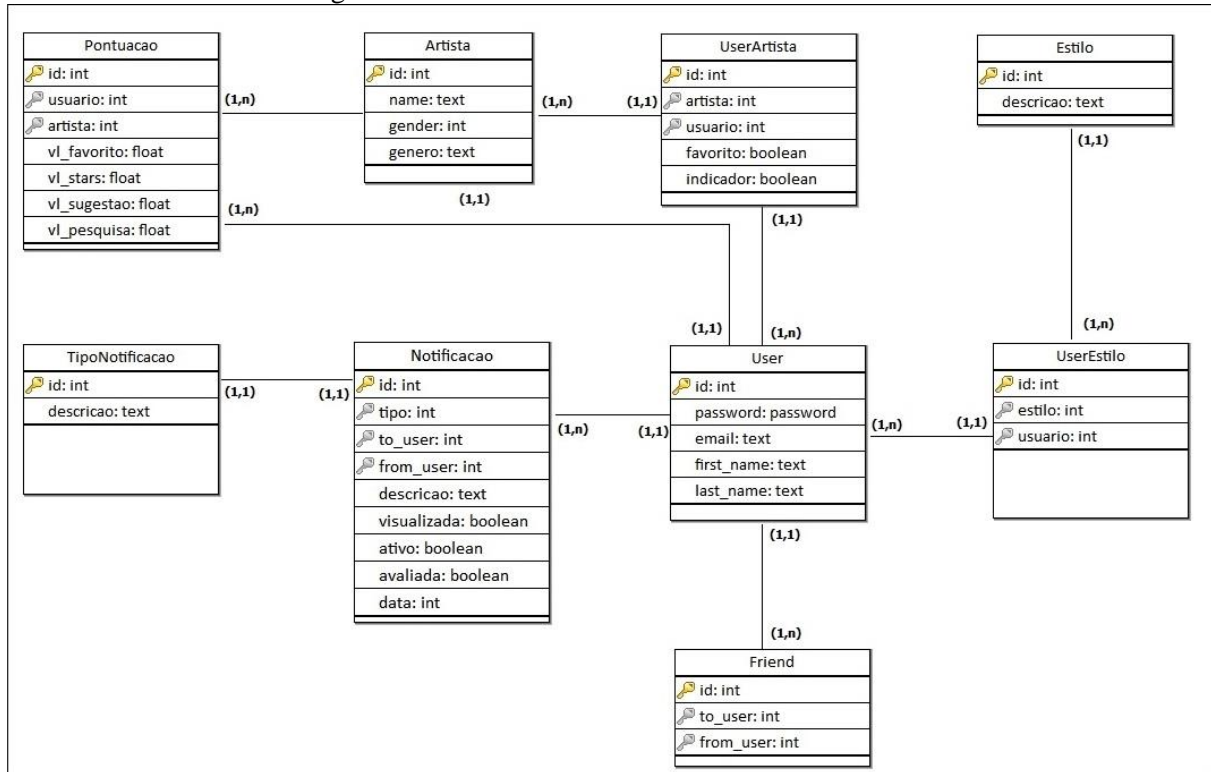 Pontuacao
id: int
usuario: int
artista: int
vl_favorito: float
vl_stars: float
vl_sugestao: float
vl_pesquisa: float
(1,n)
(1,n)
Artista
id: int
name: text
gender: int
genero: text
(1,n)
(1,1)
(1,1)
UserArtista
id: int
artista: int
usuario: int
favorito: boolean
indicador: boolean
(1,1)
Estilo
id: int
descricao: text
(1,1)
TipoNotificacao
id: int
descricao: text
(1,1)
(1,1)
Notificacao
id: int
tipo: int
to_user: int
from_user: int
descricao: text
visualizada: boolean
ativo: boolean
avaliada: boolean
data: int
(1,n)
(1,1)
(1,1)
(1,n)
User
id: int
password: password
email: text
first_name: text
last_name: text
(1,n)
(1,1)
(1,1)
(1,n)
UserEstilo
id: int
estilo: int
usuario: int
(1,n)
Friend
id: int
to_user: int
from_user: int